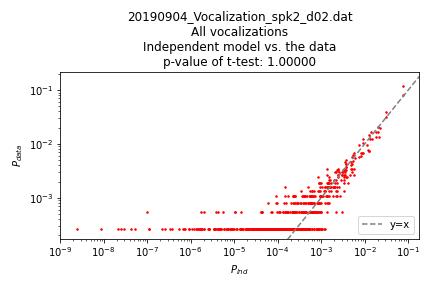 20190904_Vocalization_spk2_d02.dat
All vocalizations
Independent model vs. the data
p-value of t-test: 1.00000
P_data
10⁻¹
10⁻²
10⁻³
10⁻⁹ 10⁻⁸ 10⁻⁷ 10⁻⁶ 10⁻⁵ 10⁻⁴ 10⁻³ 10⁻² 10⁻¹
P_ind
y=x